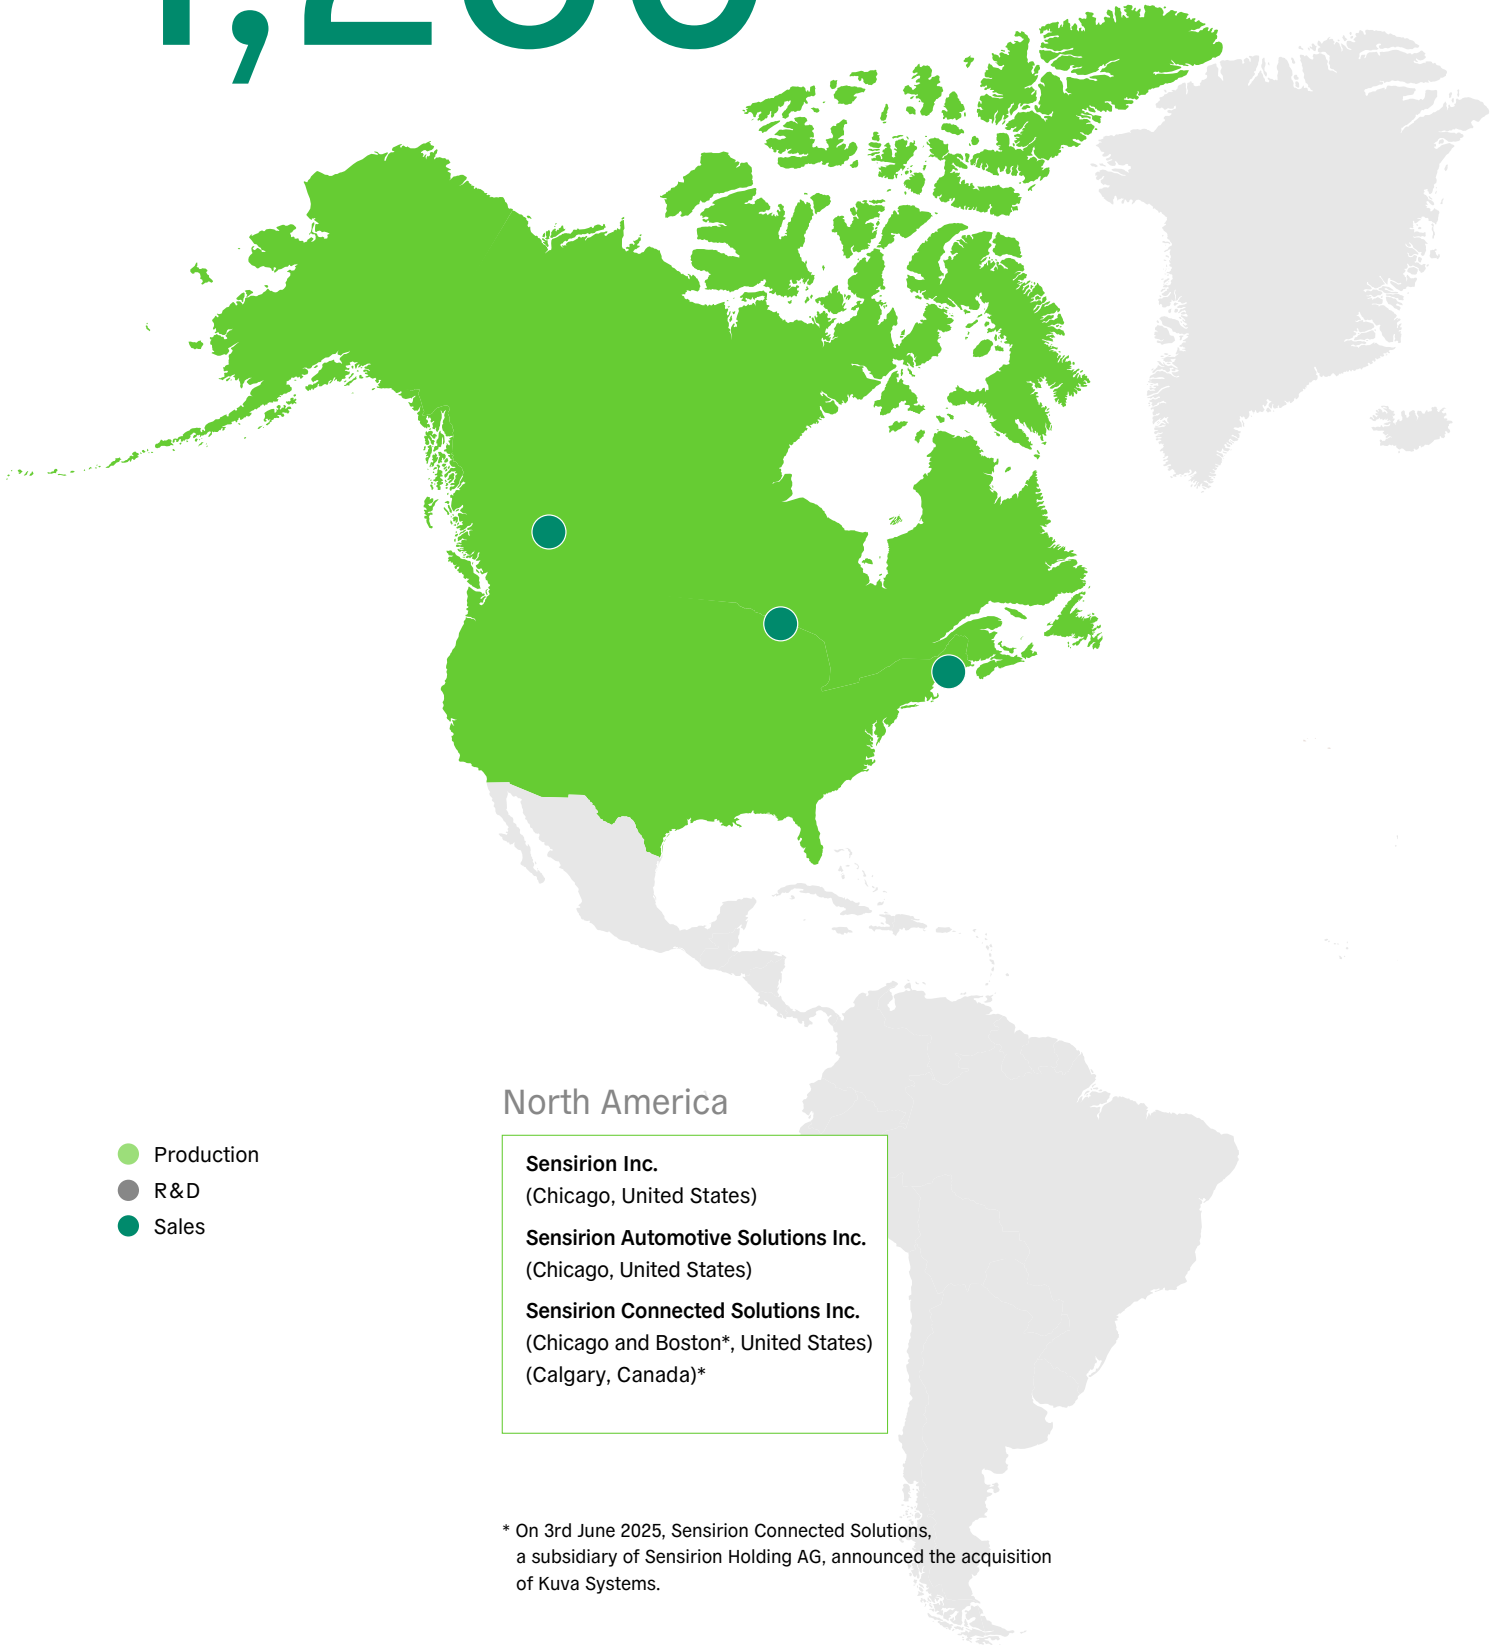 North America
Production
R&D
Sales
Sensirion Inc.
(Chicago, United States)
Sensirion Automotive Solutions Inc.
(Chicago, United States)
Sensirion Connected Solutions Inc.
(Chicago and Boston*, United States)
(Calgary, Canada)*
* On 3rd June 2025, Sensirion Connected Solutions,
a subsidiary of Sensirion Holding AG, announced the acquisition
of Kuva Systems.